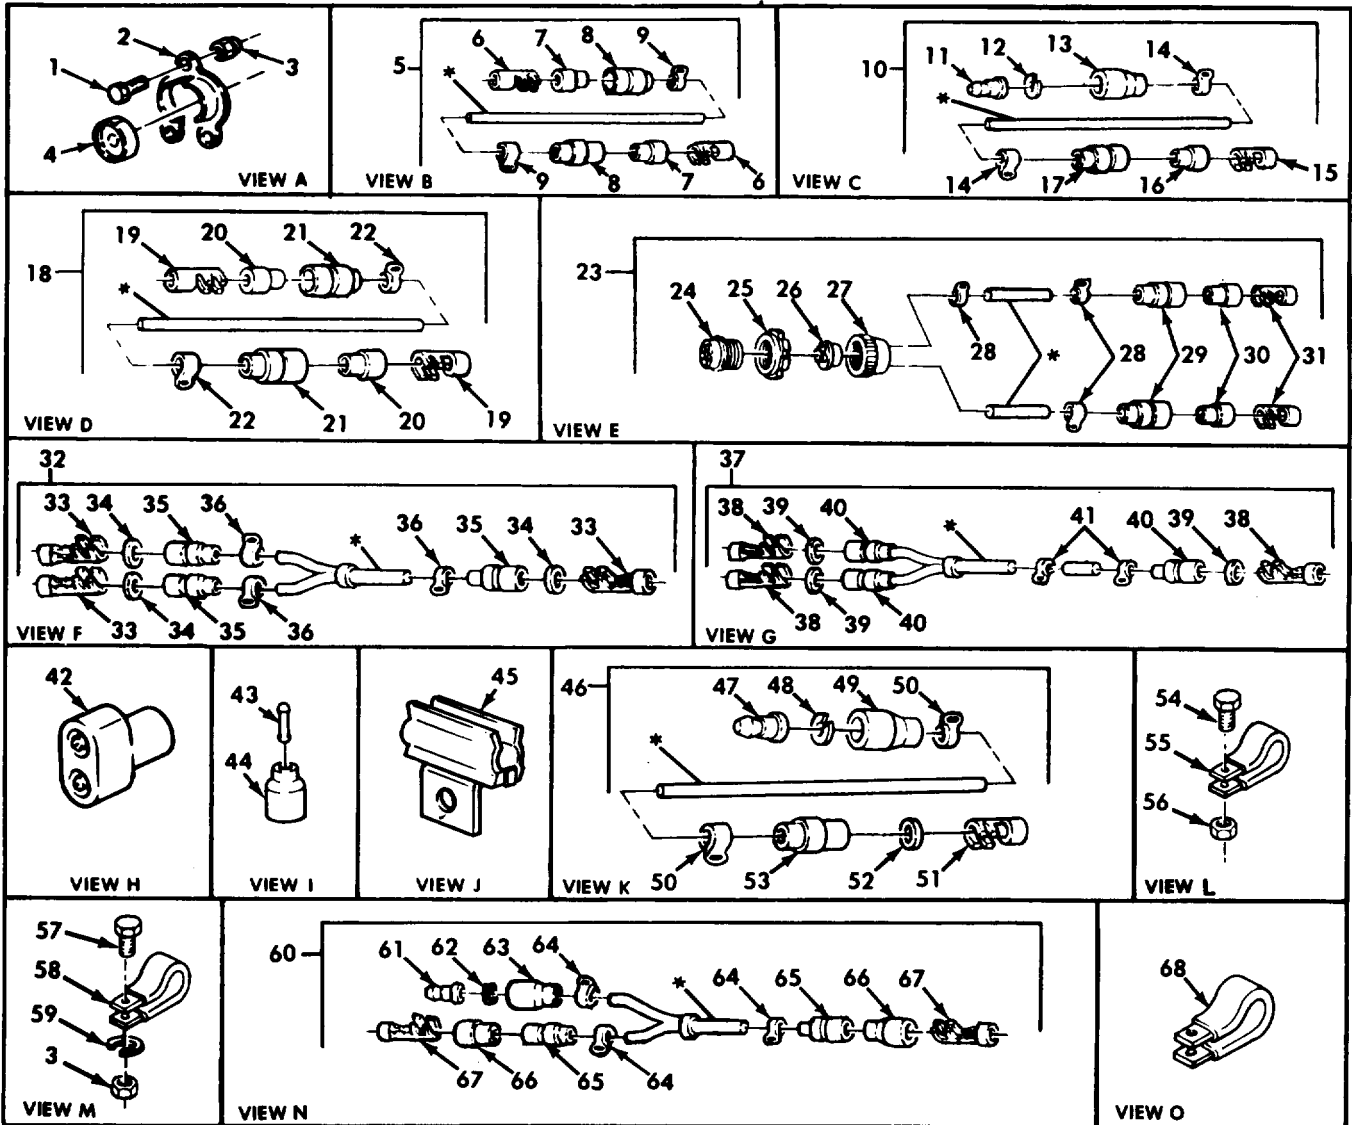 2
1
3
4
VIEW A
5
6 7 8 9
*
9 8 7 6
VIEW B
10
11 12 13 14
*
14 17 16 15
VIEW C
18
19 20 21 22
*
22 21 20 19
VIEW D
23
24 25 26 27
28 * 28 29 30 31
VIEW E
32
33 34 35 36 * 36 35 34 33
33 34 35 36
VIEW F
37
38 39 40 * 41 40 39 38
38 39 40
VIEW G
42
VIEW H
43
44
VIEW I
45
VIEW J
46
47 48 49 50
*
50 53 52 51
VIEW K
54
55
56
VIEW L
57
58
59
3
VIEW M
60
61 62 63 64 * 64 65 66 67
67 66 65 64
VIEW N
68
VIEW O